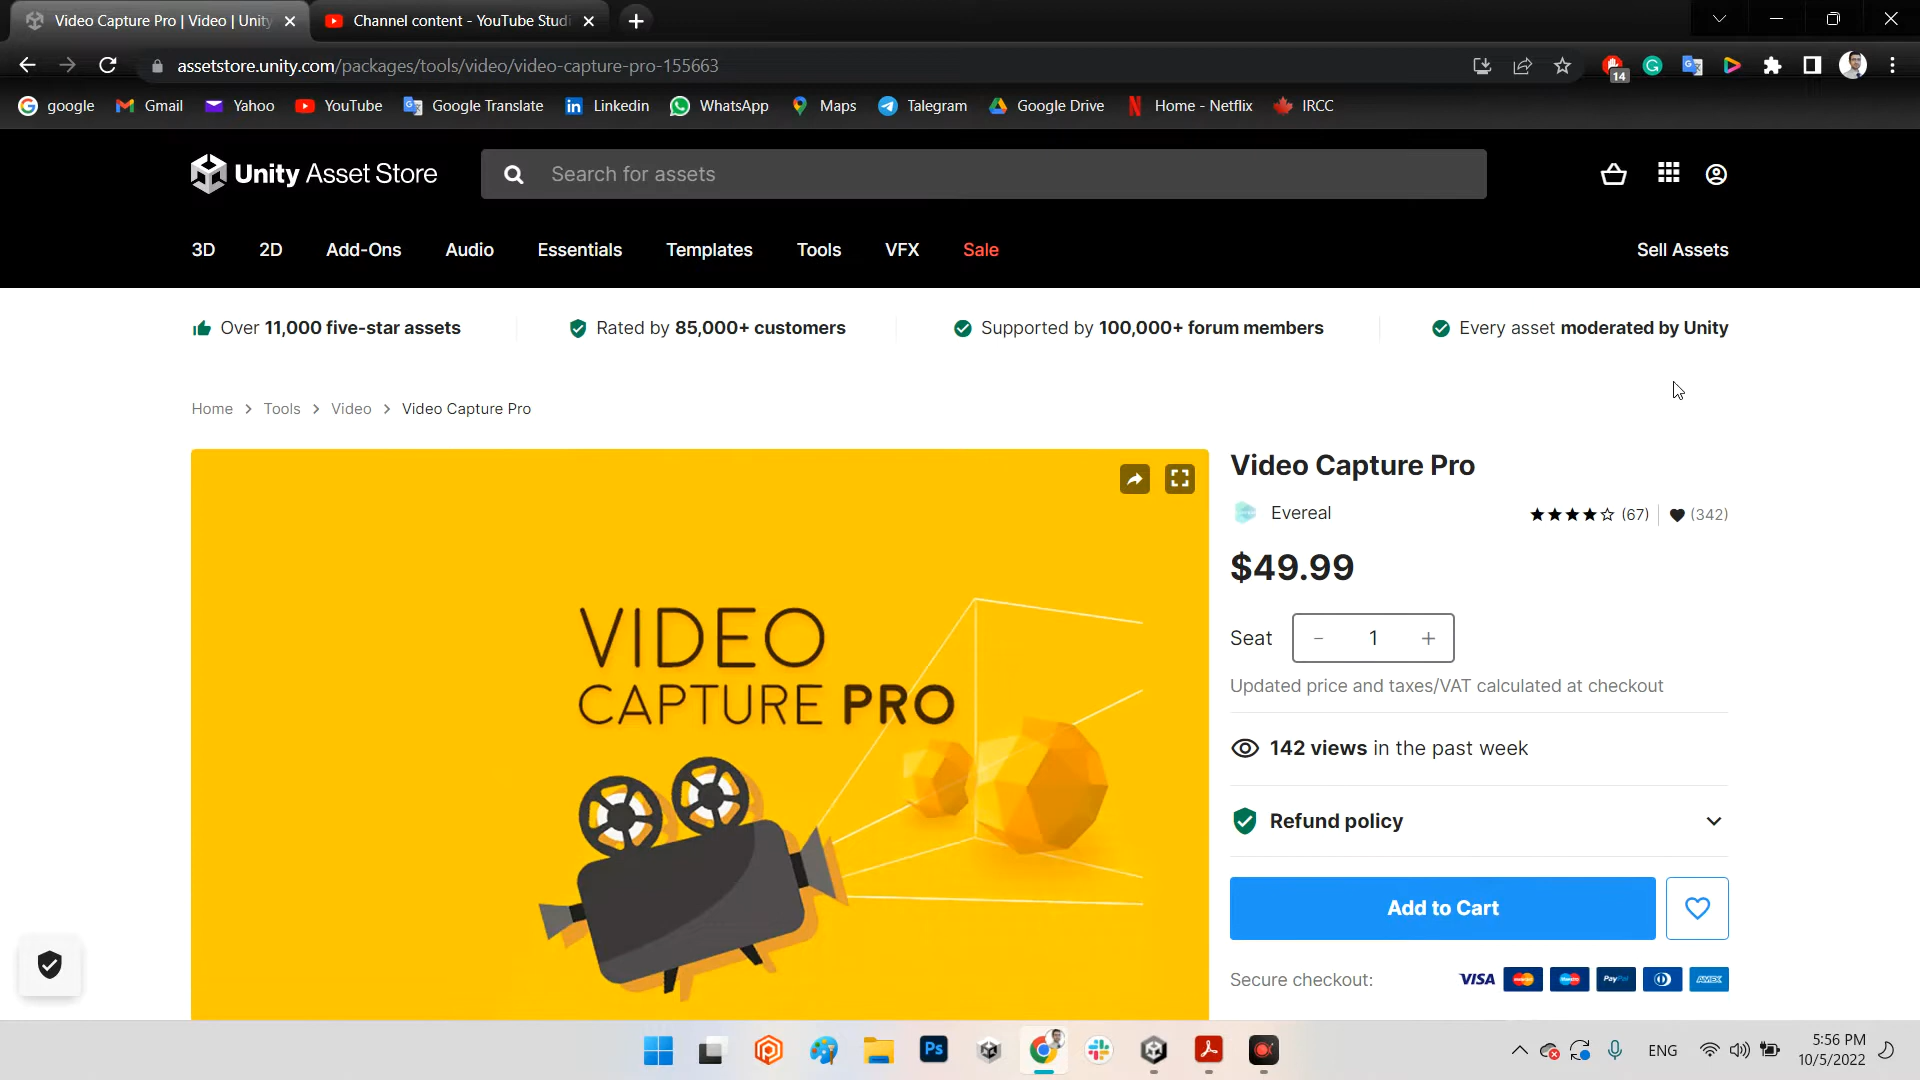 Video Capture Pro | Video | Unity
Channel content - YouTube Studi
assetstore.unity.com/packages/tools/video/video-capture-pro-155663
14
google
Gmail
Yahoo
YouTube
Google Translate
Linkedin
WhatsApp
Maps
Talegram
Google Drive
Home - Netflix
IRCC
Unity Asset Store
Search for assets
3D
2D
Add-Ons
Audio
Essentials
Templates
Tools
VFX
Sale
Sell Assets
Over 11,000 five-star assets
Rated by 85,000+ customers
Supported by 100,000+ forum members
Every asset moderated by Unity
Home > Tools > Video > Video Capture Pro
VIDEO
CAPTURE PRO
Video Capture Pro
Evereal
(67)
(342)
$49.99
Seat
- 1 +
Updated price and taxes/VAT calculated at checkout
142 views in the past week
Refund policy
Add to Cart
Secure checkout:
VISA
PayPal
AMEX
Ps
ENG
5:56 PM
10/5/2022